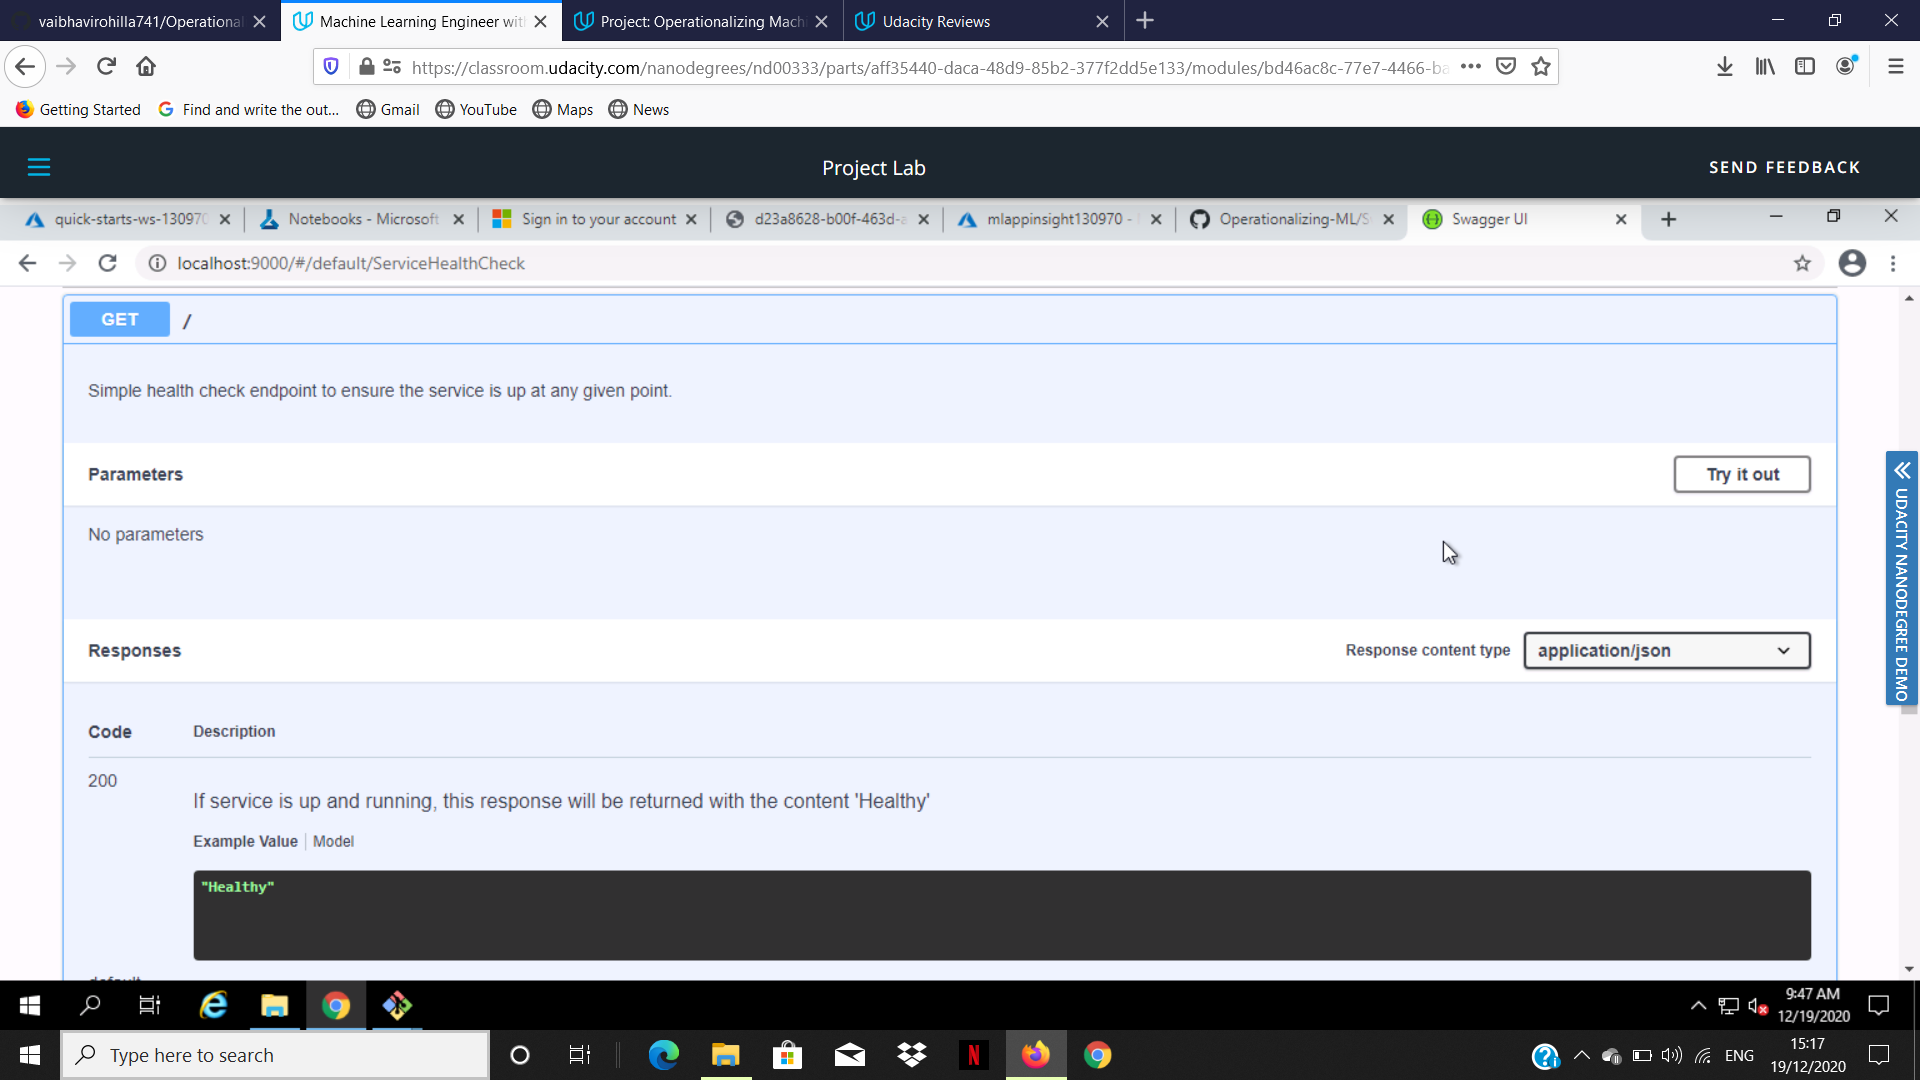 vaibhavirohilla741/Operational
Machine Learning Engineer wit
Project: Operationalizing Machi
Udacity Reviews
https://classroom.udacity.com/nanodegrees/nd00333/parts/aff35440-daca-48d9-85b2-377f2dd5e133/modules/bd46ac8c-77e7-4466-ba
Getting Started
Find and write the out...
Gmail
YouTube
Maps
News
Project Lab
SEND FEEDBACK
quick-starts-ws-130970
Notebooks - Microsoft
Sign in to your account
d23a8628-b00f-463d-a
mlappinsight130970 -
Operationalizing-ML/S
Swagger UI
localhost:9000/#/default/ServiceHealthCheck
GET /
Simple health check endpoint to ensure the service is up at any given point.
Parameters
Try it out
No parameters
UDACITY NANODEGREE DEMO
Responses
Response content type
application/json
Code Description
200
If service is up and running, this response will be returned with the content 'Healthy'
Example Value Model
"Healthy"
default
9:47 AM
12/19/2020
Type here to search
ENG
15:17
19/12/2020